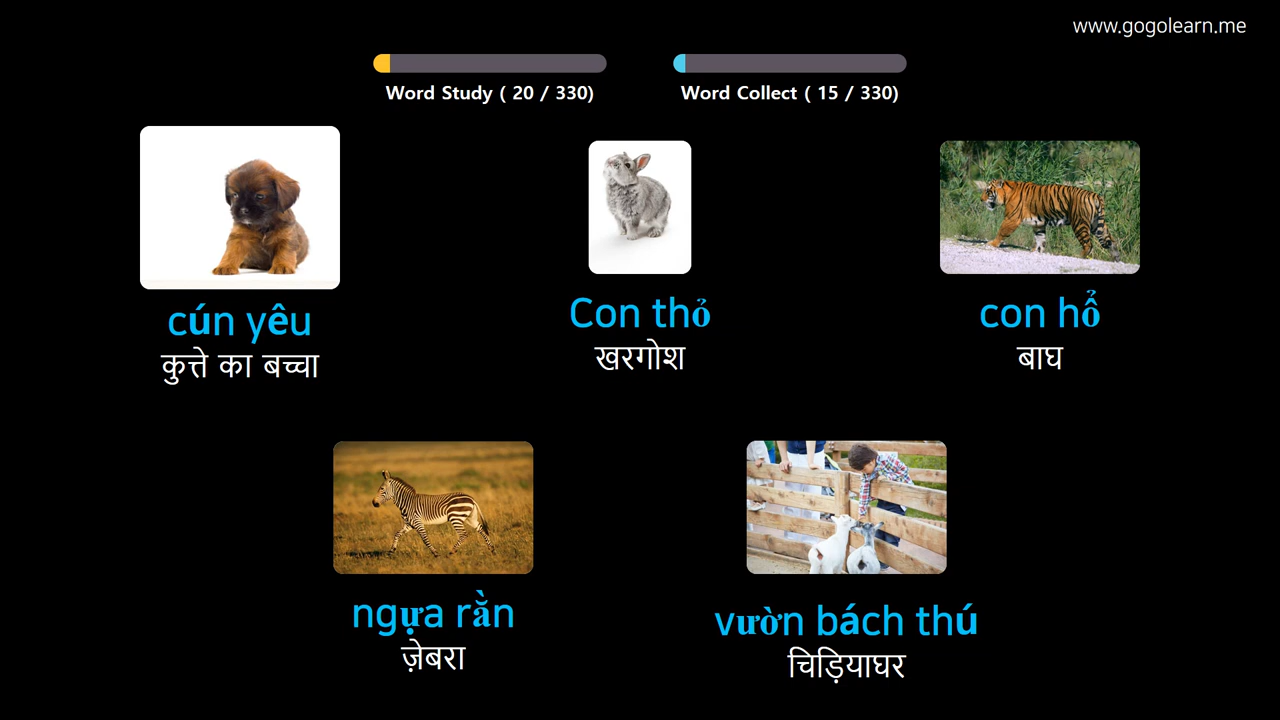 www.gogolearn.me
Word Study ( 20 / 330)
Word Collect ( 15 / 330)
cún yêu
कुत्ते का बच्चा
Con thỏ
खरगोश
con hổ
बाघ
ngựa rằn
ज़ेबरा
vườn bách thú
चिड़ियाघर